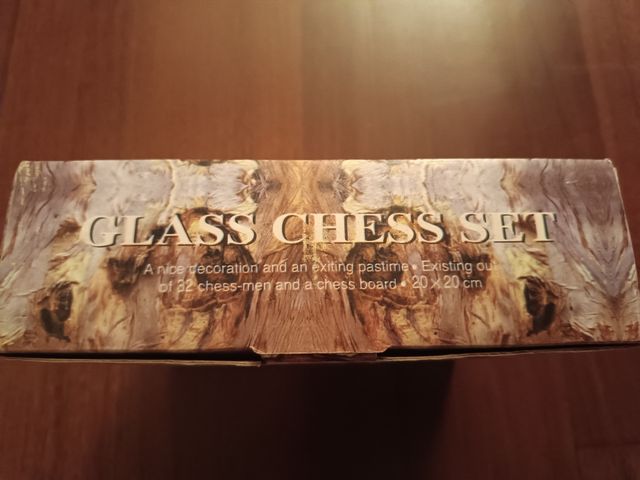 GLASS CHESS SET
A nice decoration and an exiting pastime • Existing out
of 32 chess-men and a chess board • 20 x 20 cm